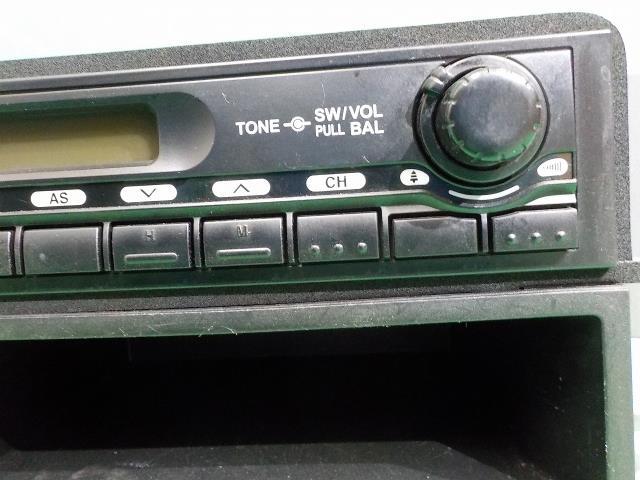 TONE SW/VOL
PULL BAL
AS CH
H M